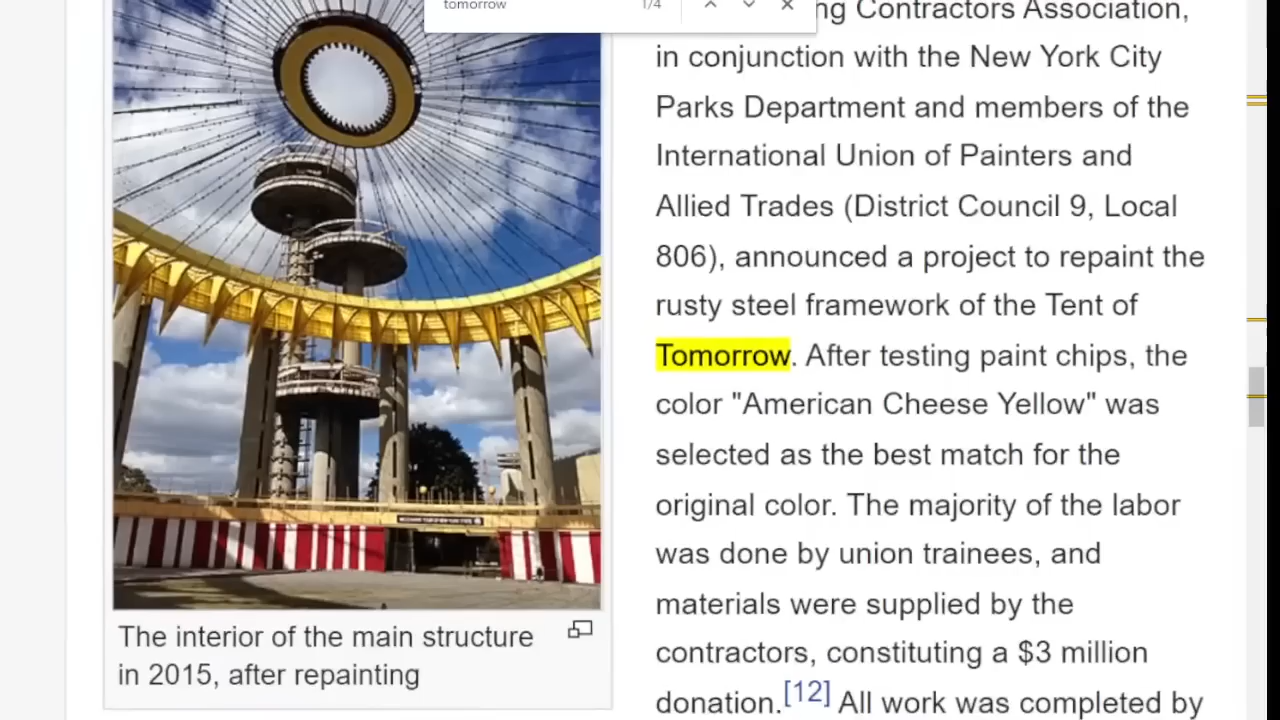 tomorrow 1/4
ng Contractors Association,
in conjunction with the New York City
Parks Department and members of the
International Union of Painters and
Allied Trades (District Council 9, Local
806), announced a project to repaint the
rusty steel framework of the Tent of
Tomorrow. After testing paint chips, the
color "American Cheese Yellow" was
selected as the best match for the
original color. The majority of the labor
was done by union trainees, and
materials were supplied by the
contractors, constituting a $3 million
donation.[12] All work was completed by
The interior of the main structure
in 2015, after repainting